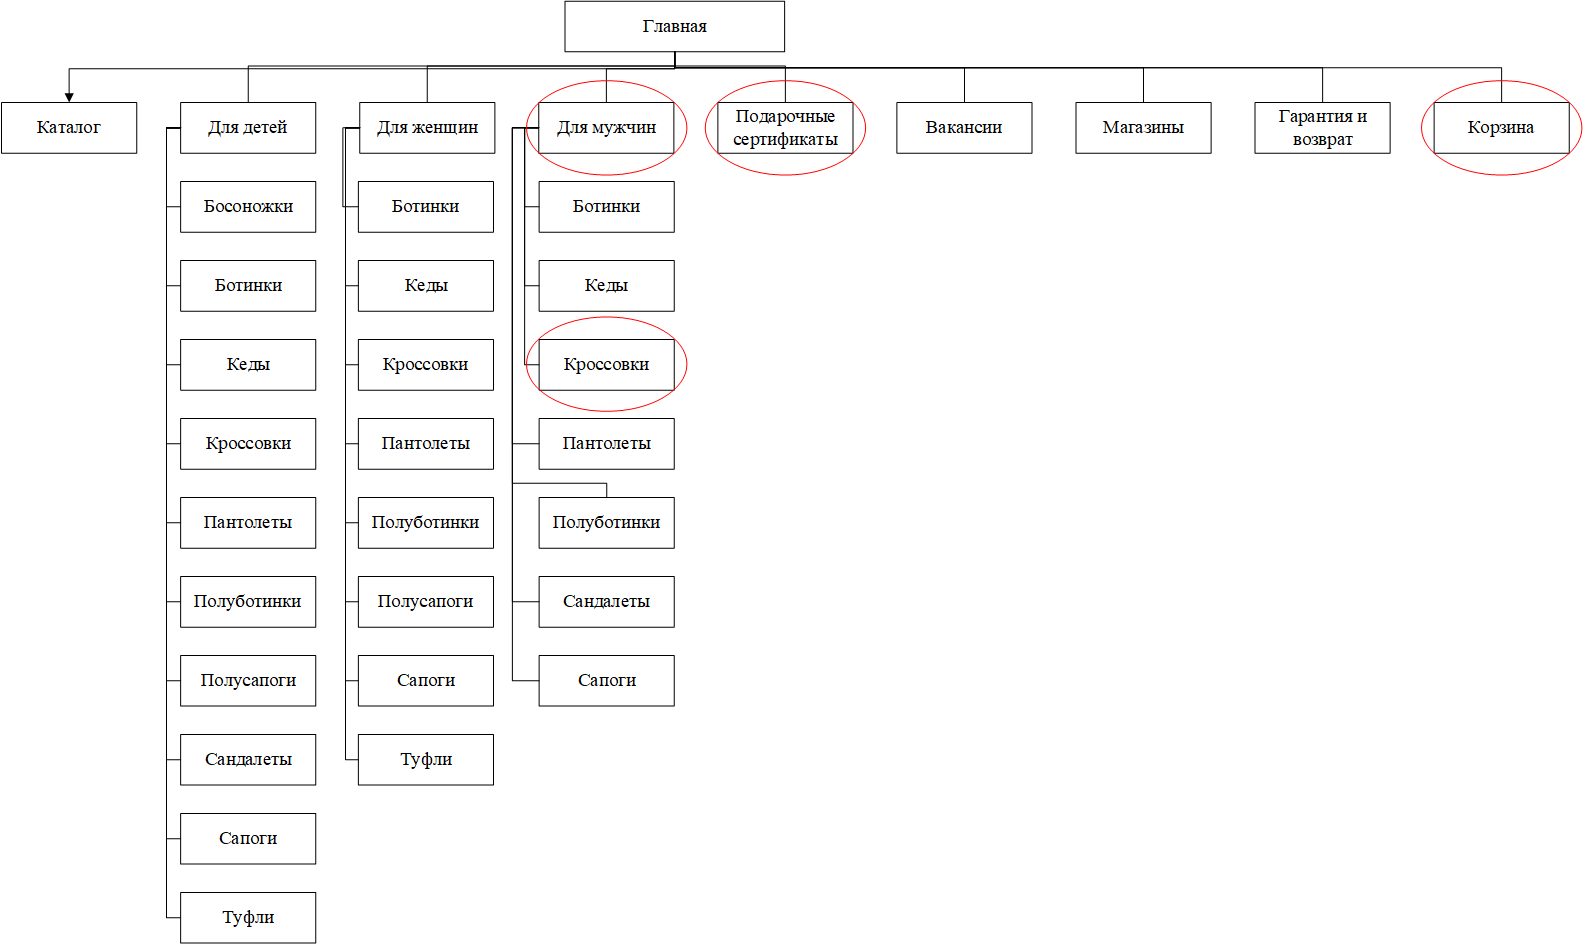 Главная
Каталог
Для детей
Для женщин
Для мужчин
Подарочные
сертификаты
Вакансии
Магазины
Гарантия и
возврат
Корзина
Босоножки
Ботинки
Кеды
Кроссовки
Пантолеты
Полуботинки
Полусапоги
Сандалеты
Сапоги
Туфли
Ботинки
Кеды
Кроссовки
Пантолеты
Полуботинки
Полусапоги
Сапоги
Туфли
Ботинки
Кеды
Кроссовки
Пантолеты
Полуботинки
Сандалеты
Сапоги